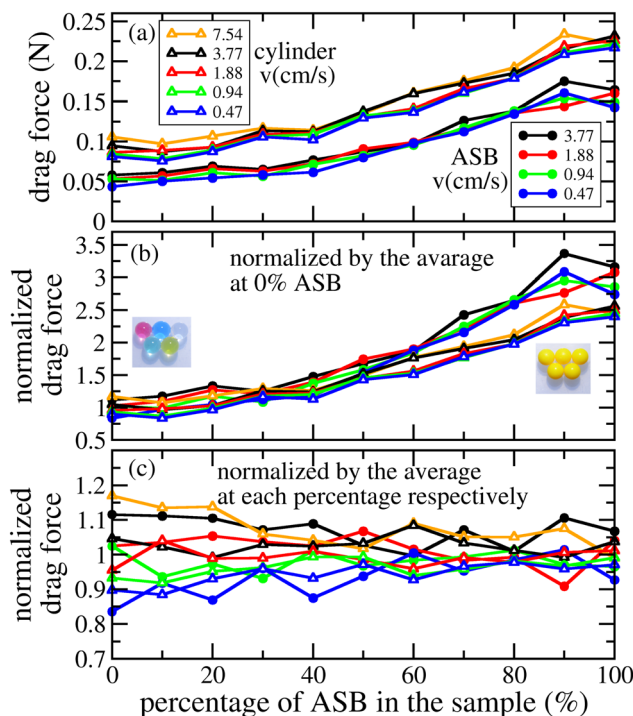 (a)
cylinder
v(cm/s)
7.54
3.77
1.88
0.94
0.47
ASB
v(cm/s)
3.77
1.88
0.94
0.47
drag force (N)
0.25
0.2
0.15
0.1
0.05
0
(b)
normalized by the avarage
at 0% ASB
normalized
drag force
3.5
3
2.5
2
1.5
1
0.5
(c)
normalized by the average
at each percentage respectively
normalized
drag force
1.2
1.1
1
0.9
0.8
0.7
0 10 20 30 40 50 60 70 80 90 100
percentage of ASB in the sample (%)